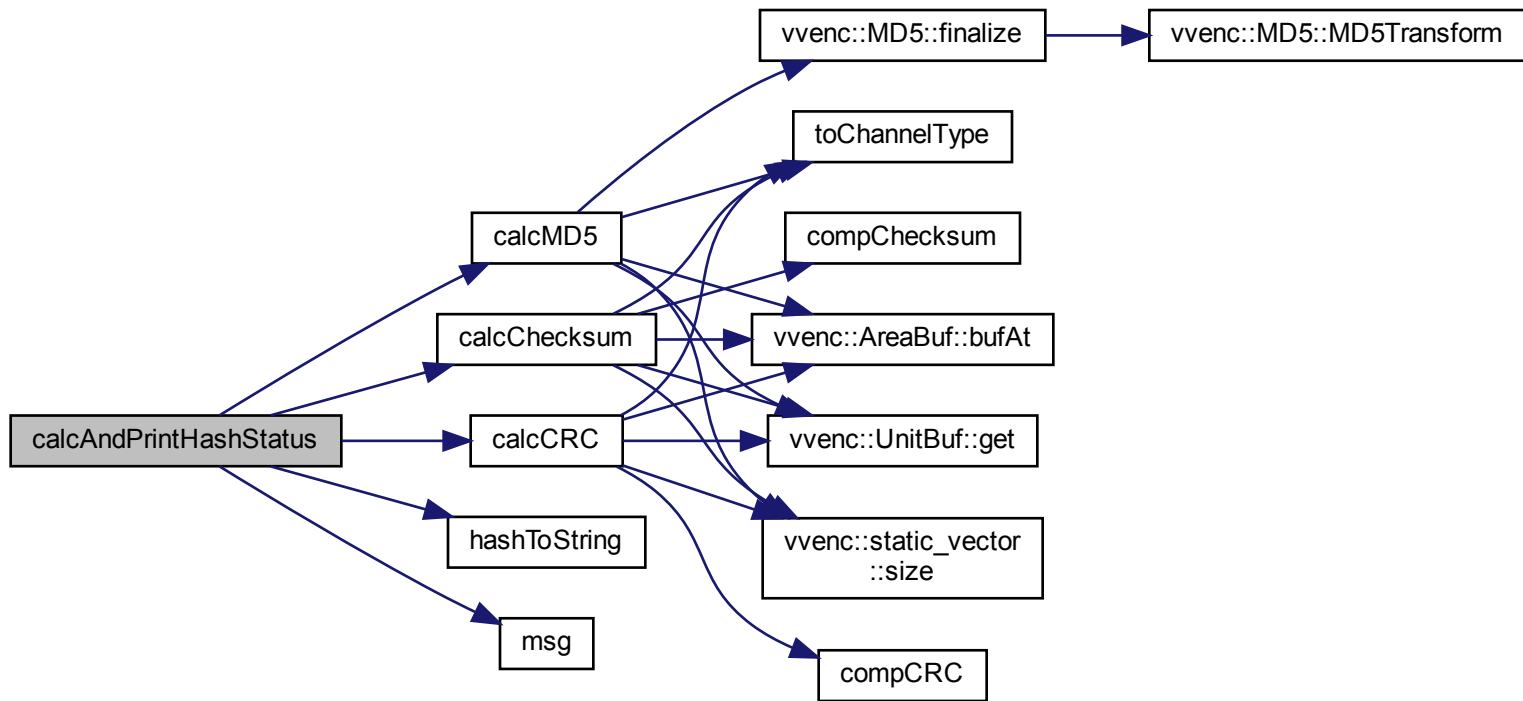 vvenc::MD5::finalize
vvenc::MD5::MD5Transform
toChannelType
calcMD5
compChecksum
calcChecksum
vvenc::AreaBuf::bufAt
calcAndPrintHashStatus
calcCRC
vvenc::UnitBuf::get
hashToString
vvenc::static_vector
::size
msg
compCRC